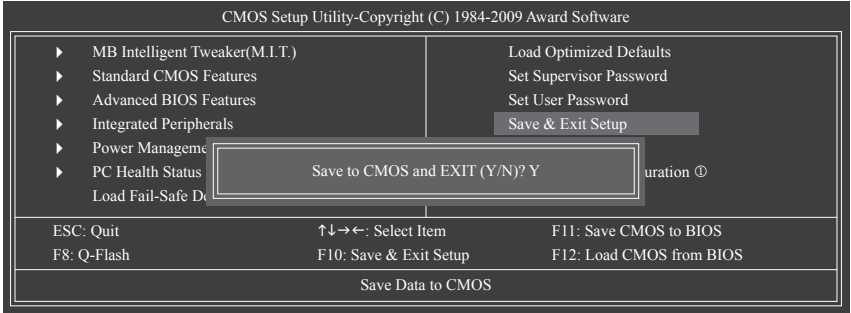 CMOS Setup Utility-Copyright (C) 1984-2009 Award Software
MB Intelligent Tweaker(M.I.T.)
Standard CMOS Features
Advanced BIOS Features
Integrated Peripherals
Power
PC Health Status
Load Fail-Safe
Load Optimized Defaults
Set Supervisor Password
Set User Password
Save & Exit Setup
①
Save to CMOS and EXIT (Y/N)? Y
ESC: Quit
↑↓→←: Select Item
F11: Save CMOS to BIOS
F8: Q-Flash
F10: Save & Exit Setup
F12: Load CMOS from BIOS
Save Data to CMOS